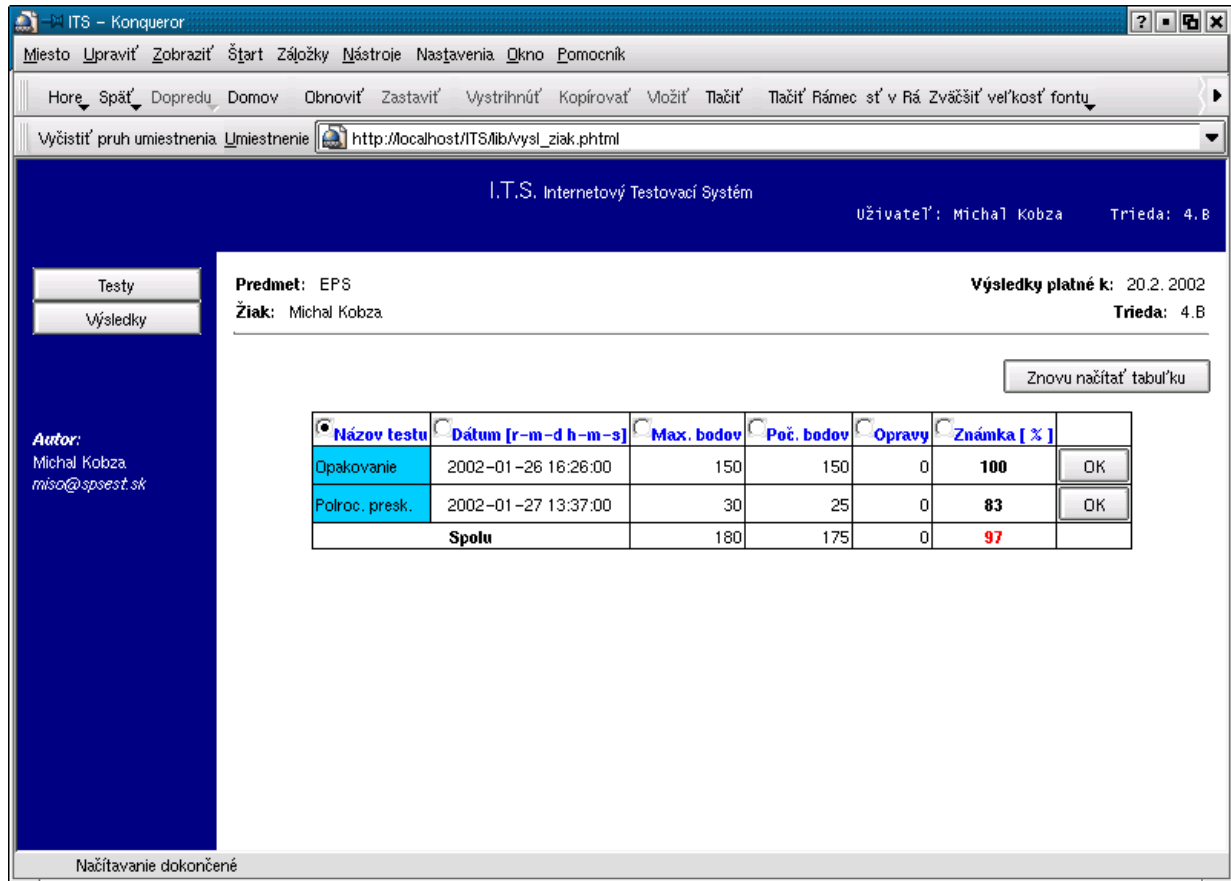 ITS – Konqueror
Miesto Upraviť Zobraziť Štart Záložky Nástroje Nastavenia Okno Pomocník
Hore Späť Dopredu Domov Obnoviť Zastaviť Vystrihnúť Kopírovať Vložiť Tlačiť Tlačiť Rámec sť v Rá Zväčšiť veľkosť fontu
Vyčistiť pruh umiestnenia Umiestnenie http://localhost/ITS/lib/vysl_ziak.phtml
I.T.S. Internetový Testovací Systém
Užívateľ: Michal Kobza Trieda: 4.B
Testy
Výsledky
Autor:
Michal Kobza
miso@spsest.sk
Predmet: EPS Výsledky platné k: 20.2. 2002
Žiak: Michal Kobza Trieda: 4.B
Znovu načítať tabuľku
Názov testu Dátum [r-m-d h-m-s] Max. bodov Poč. bodov Opravy Známka [ % ]
Opakovanie 2002-01-26 16:26:00 150 150 0 100 OK
Polroc. presk. 2002-01-27 13:37:00 30 25 0 83 OK
Spolu 180 175 0 97
Načítavanie dokončené